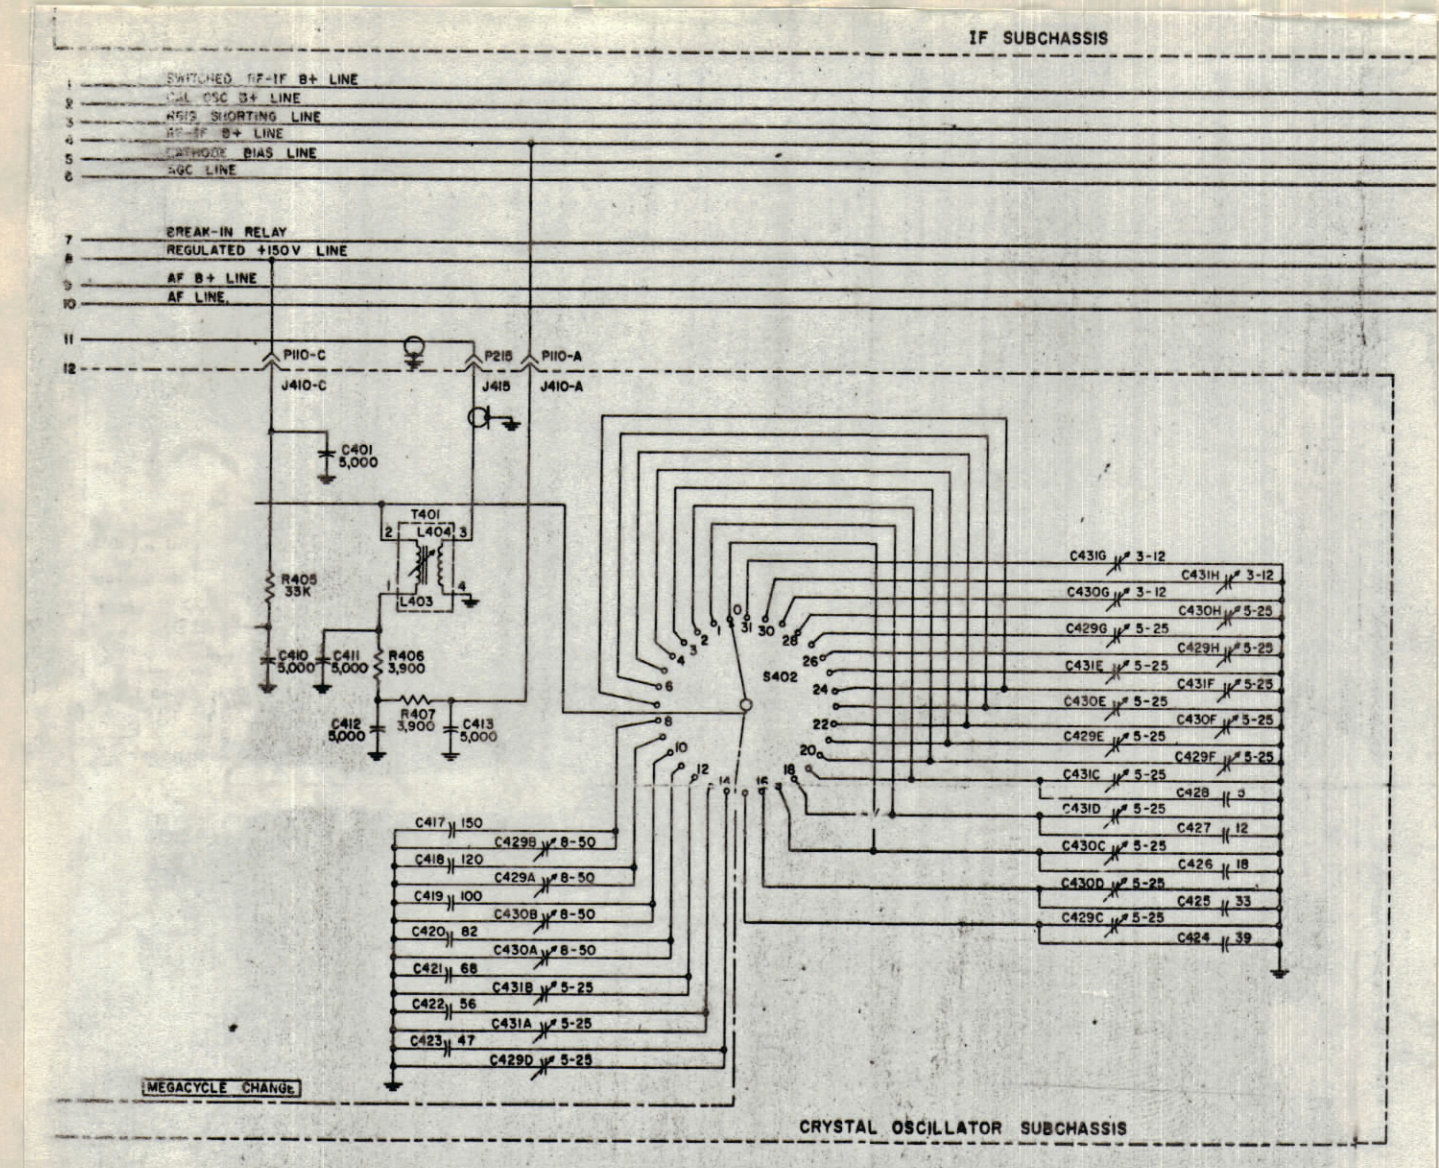 IF SUBCHASSIS
1 SWITCHED RF-IF B+ LINE
2 CAL OSC B+ LINE
3 SHORTING LINE
4 RF-IF B+ LINE
5 CATHODE BIAS LINE
6 AGC LINE
7 BREAK-IN RELAY
8 REGULATED +150V LINE
9 AF B+ LINE
10 AF LINE
11
P110-C P215 P110-A
12
J410-C J415 J410-A
C401
5,000
T401
2 L404 3
1 4
L403
R405
33K
C410
5,000
C411
5,000
R406
3,900
C412
5,000
R407
3,900
C413
5,000
0 1 2 3 4 6 8 10 12 14 16 18 20 22 24 26 28 30 31
S402
C431G 3-12
C431H 3-12
C430G 3-12
C430H 5-25
C429G 5-25
C429H 5-25
C431E 5-25
C431F 5-25
C430E 5-25
C430F 5-25
C429E 5-25
C429F 5-25
C431C 5-25
C428
C431D 5-25
C427 12
C430C 5-25
C426 18
C430D 5-25
C425 33
C429C 5-25
C424 39
C417 150
C429B 8-50
C418 120
C429A 8-50
C419 100
C430B 8-50
C420 82
C430A 8-50
C421 68
C431B 5-25
C422 56
C431A 5-25
C423 47
C429D 5-25
MEGACYCLE CHANGE
CRYSTAL OSCILLATOR SUBCHASSIS